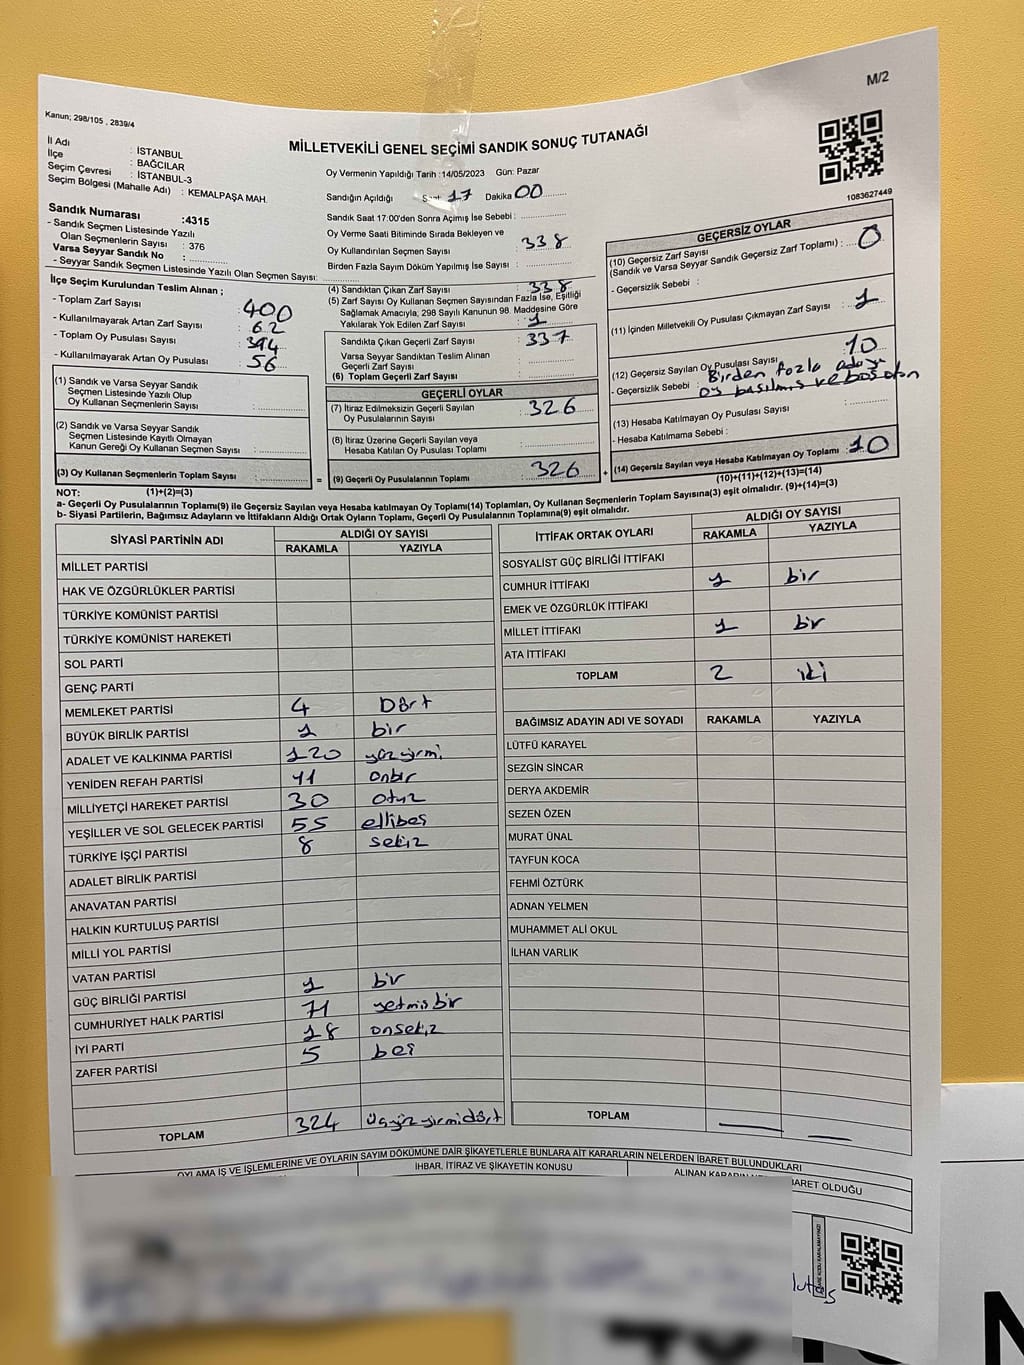 M/2
Kanun; 298/105 , 2839/4
MİLLETVEKİLİ GENEL SEÇİMİ SANDIK SONUÇ TUTANAĞI
1083627449
İl Adı : İSTANBUL
İlçe : BAĞCILAR
Seçim Çevresi : İSTANBUL-3
Seçim Bölgesi (Mahalle Adı) : KEMALPAŞA MAH.
Sandık Numarası :4315
- Sandık Seçmen Listesinde Yazılı
Olan Seçmenlerin Sayısı : 376
Varsa Seyyar Sandık No :
- Seyyar Sandık Seçmen Listesinde Yazılı Olan Seçmen Sayısı:
İlçe Seçim Kurulundan Teslim Alınan ;
- Toplam Zarf Sayısı : 400
- Kullanılmayarak Artan Zarf Sayısı : 62
- Toplam Oy Pusulası Sayısı : 394
- Kullanılmayarak Artan Oy Pusulası : 56
(1) Sandık ve Varsa Seyyar Sandık
Seçmen Listesinde Yazılı Olup
Oy Kullanan Seçmenlerin Sayısı :
(2) Sandık ve Varsa Seyyar Sandık
Seçmen Listesinde Kayıtlı Olmayan
Kanun Gereği Oy Kullanan Seçmen Sayısı :
(3) Oy Kullanan Seçmenlerin Toplam Sayısı :
(1)+(2)=(3)
Oy Vermenin Yapıldığı Tarih :14/05/2023 Gün: Pazar
Sandığın Açıldığı 17 Dakika 00
Sandık Saat 17:00'den Sonra Açımış İse Sebebi :
Oy Verme Saati Bitiminde Sırada Bekleyen ve
Oy Kullandırılan Seçmen Sayısı : 338
Birden Fazla Sayım Döküm Yapılmış İse Sayısı :
(4) Sandıktan Çıkan Zarf Sayısı : 338
(5) Zarf Sayısı Oy Kullanan Seçmen Sayısından Fazla İse, Eşitliği
Sağlamak Amacıyla, 298 Sayılı Kanunun 98. Maddesine Göre
Yakılarak Yok Edilen Zarf Sayısı : 1
Sandıkta Çıkan Geçerli Zarf Sayısı : 337
Varsa Seyyar Sandıktan Teslim Alınan
Geçerli Zarf Sayısı :
(6) Toplam Geçerli Zarf Sayısı :
GEÇERLİ OYLAR
(7) İtiraz Edilmeksizin Geçerli Sayılan
Oy Pusulalarının Sayısı : 326
(8) İtiraz Üzerine Geçerli Sayılan veya
Hesaba Katılan Oy Pusulası Toplamı :
= (9) Geçerli Oy Pusulalarının Toplamı : 326 +
GEÇERSİZ OYLAR
(10) Geçersiz Zarf Sayısı
(Sandık ve Varsa Seyyar Sandık Geçersiz Zarf Toplamı) : 0
- Geçersizlik Sebebi :
(11) İçinden Milletvekili Oy Pusulası Çıkmayan Zarf Sayısı : 1
(12) Geçersiz Sayılan Oy Pusulası Sayısı : 10
- Geçersizlik Sebebi : Birden fazla adaya
oy basılmış ve boş olan
(13) Hesaba Katılmayan Oy Pusulası Sayısı :
- Hesaba Katılmama Sebebi :
(14) Geçersiz Sayılan veya Hesaba Katılmayan Oy Toplamı : 10
(10)+(11)+(12)+(13)=(14)
NOT:
a- Geçerli Oy Pusulalarının Toplamı(9) ile Geçersiz Sayılan veya Hesaba katılmayan Oy Toplamı(14) Toplamları, Oy Kullanan Seçmenlerin Toplam Sayısına(3) eşit olmalıdır. (9)+(14)=(3)
b- Siyasi Partilerin, Bağımsız Adayların ve İttifakların Aldığı Ortak Oyların Toplamı, Geçerli Oy Pusulalarının Toplamına(9) eşit olmalıdır.
SİYASİ PARTİNİN ADI ALDIĞI OY SAYISI
RAKAMLA YAZIYLA
MİLLET PARTİSİ
HAK VE ÖZGÜRLÜKLER PARTİSİ
TÜRKİYE KOMÜNİST PARTİSİ
TÜRKİYE KOMÜNİST HAREKETİ
SOL PARTİ
GENÇ PARTİ
MEMLEKET PARTİSİ 4 Dört
BÜYÜK BİRLİK PARTİSİ 1 bir
ADALET VE KALKINMA PARTİSİ 120 yüzyirmi
YENİDEN REFAH PARTİSİ 11 onbir
MİLLİYETÇİ HAREKET PARTİSİ 30 otuz
YEŞİLLER VE SOL GELECEK PARTİSİ 55 ellibeş
TÜRKİYE İŞÇİ PARTİSİ 8 sekiz
ADALET BİRLİK PARTİSİ
ANAVATAN PARTİSİ
HALKIN KURTULUŞ PARTİSİ
MİLLİ YOL PARTİSİ
VATAN PARTİSİ
GÜÇ BİRLİĞİ PARTİSİ 1 bir
CUMHURİYET HALK PARTİSİ 71 yetmişbir
İYİ PARTİ 18 onsekiz
ZAFER PARTİSİ 5 beş
TOPLAM 324 üçyüzyirmidört
İTTİFAK ORTAK OYLARI ALDIĞI OY SAYISI
RAKAMLA YAZIYLA
SOSYALİST GÜÇ BİRLİĞİ İTTİFAKI
CUMHUR İTTİFAKI 1 bir
EMEK VE ÖZGÜRLÜK İTTİFAKI
MİLLET İTTİFAKI 1 bir
ATA İTTİFAKI
TOPLAM 2 iki
BAĞIMSIZ ADAYIN ADI VE SOYADI RAKAMLA YAZIYLA
LÜTFÜ KARAYEL
SEZGİN SİNCAR
DERYA AKDEMİR
SEZEN ÖZEN
MURAT ÜNAL
TAYFUN KOCA
FEHMİ ÖZTÜRK
ADNAN YELMEN
MUHAMMET ALİ OKUL
İLHAN VARLIK
TOPLAM
OYLAMA İŞ VE İŞLEMLERİNE VE OYLARIN SAYIM DÖKÜMÜNE DAİR ŞİKAYETLERLE BUNLARA AİT KARARLARIN NELERDEN İBARET BULUNDUKLARI
İHBAR, İTİRAZ VE ŞİKAYETİN KONUSU
ALINAN İBARET OLDUĞU